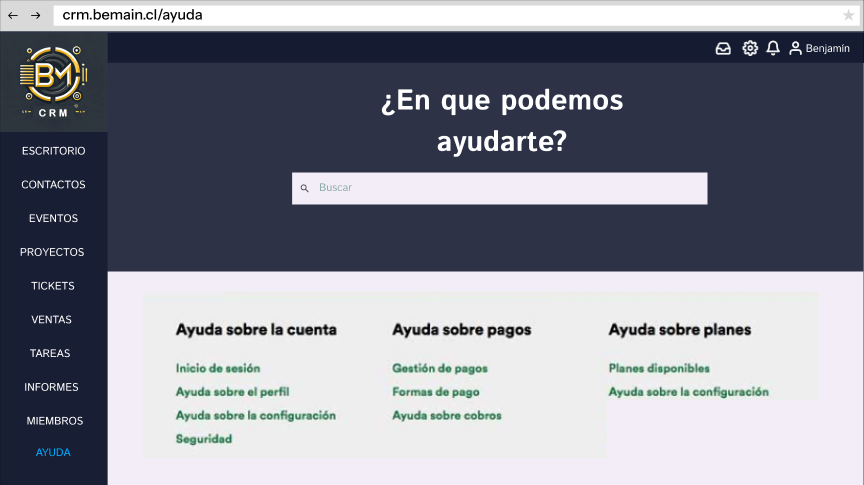 crm.bemain.cl/ayuda
Benjamín
BM
CRM
ESCRITORIO
CONTACTOS
EVENTOS
PROYECTOS
TICKETS
VENTAS
TAREAS
INFORMES
MIEMBROS
AYUDA
¿En que podemos
ayudarte?
Buscar
Ayuda sobre la cuenta
Inicio de sesión
Ayuda sobre el perfil
Ayuda sobre la configuración
Seguridad
Ayuda sobre pagos
Gestión de pagos
Formas de pago
Ayuda sobre cobros
Ayuda sobre planes
Planes disponibles
Ayuda sobre la configuración